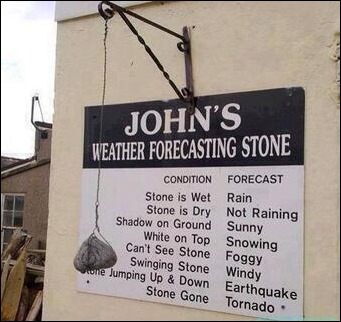 JOHN'S
WEATHER FORECASTING STONE
CONDITION FORECAST
Stone is Wet Rain
Stone is Dry Not Raining
Shadow on Ground Sunny
White on Top Snowing
Can't See Stone Foggy
Swinging Stone Windy
Stone Jumping Up & Down Earthquake
Stone Gone Tornado